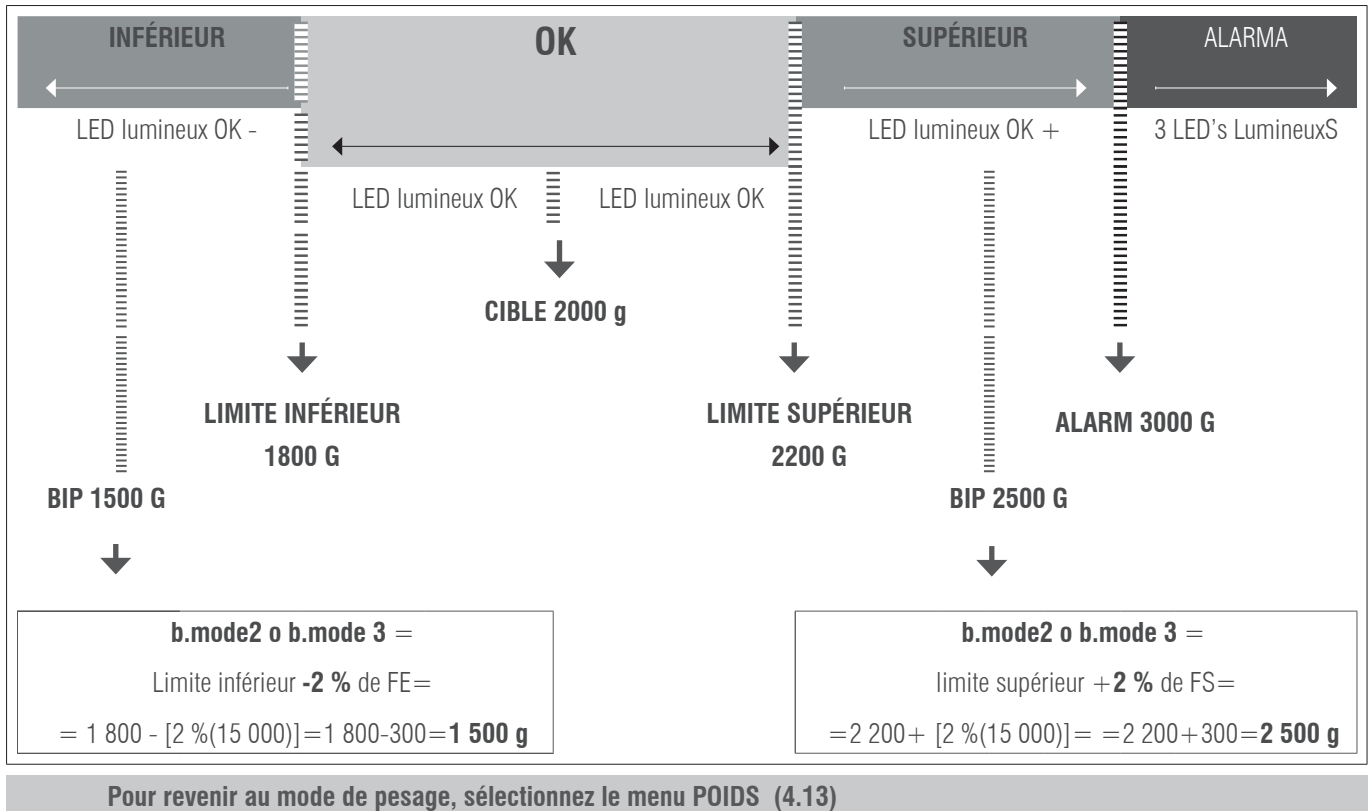 INFÉRIEUR
OK
SUPÉRIEUR
ALARMA
LED lumineux OK -
LED lumineux OK +
3 LED's LumineuxS
LED lumineux OK
LED lumineux OK
CIBLE 2000 g
LIMITE INFÉRIEUR
1800 G
LIMITE SUPÉRIEUR
2200 G
ALARM 3000 G
BIP 1500 G
BIP 2500 G
b.mode2 o b.mode 3 =
Limite inférieur -2 % de FE=
= 1 800 - [2 %(15 000)]=1 800-300=1 500 g
b.mode2 o b.mode 3 =
limite supérieur +2 % de FS=
=2 200+ [2 %(15 000)]= =2 200+300=2 500 g
Pour revenir au mode de pesage, sélectionnez le menu POIDS (4.13)